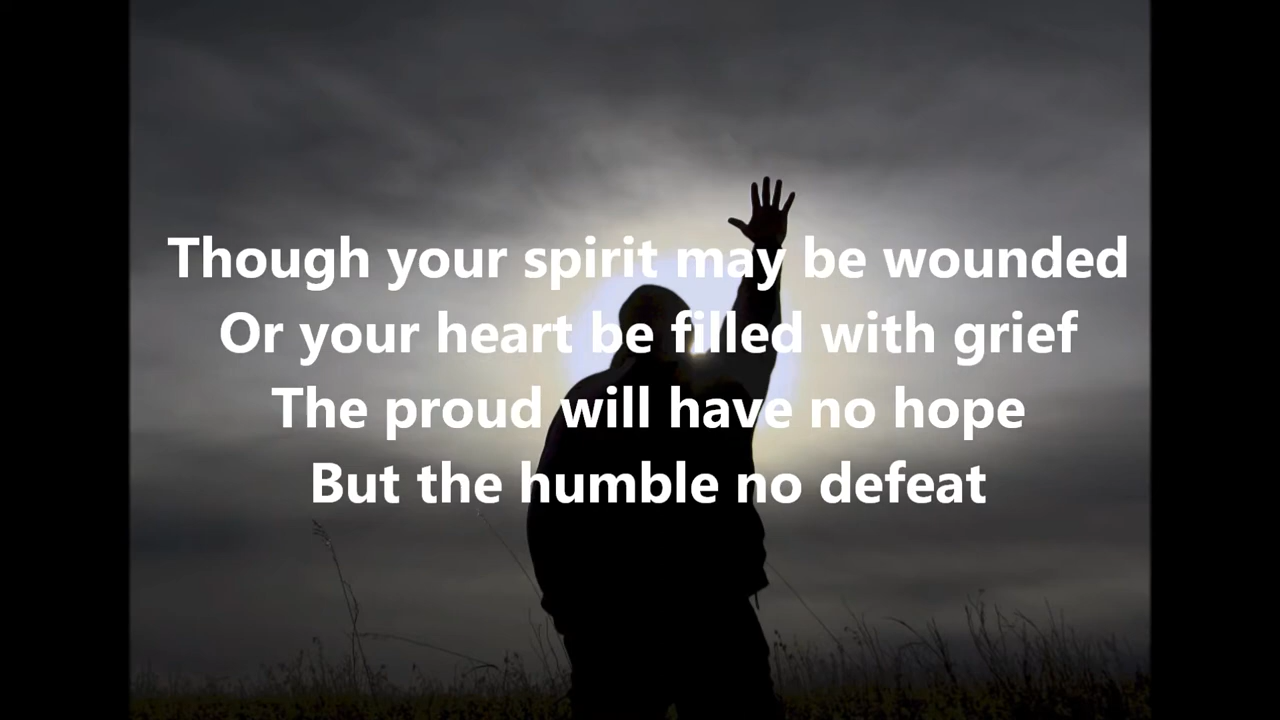 Though your spirit may be wounded
Or your heart be filled with grief
The proud will have no hope
But the humble no defeat